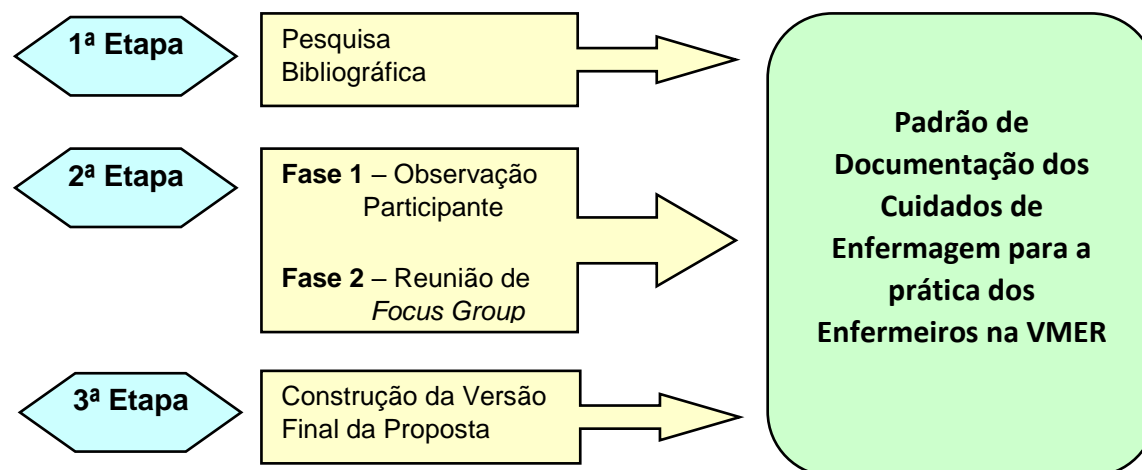 1ª Etapa
Pesquisa
Bibliográfica
2ª Etapa
Fase 1 – Observação
Participante
Fase 2 – Reunião de
Focus Group
3ª Etapa
Construção da Versão
Final da Proposta
Padrão de
Documentação dos
Cuidados de
Enfermagem para a
prática dos
Enfermeiros na VMER